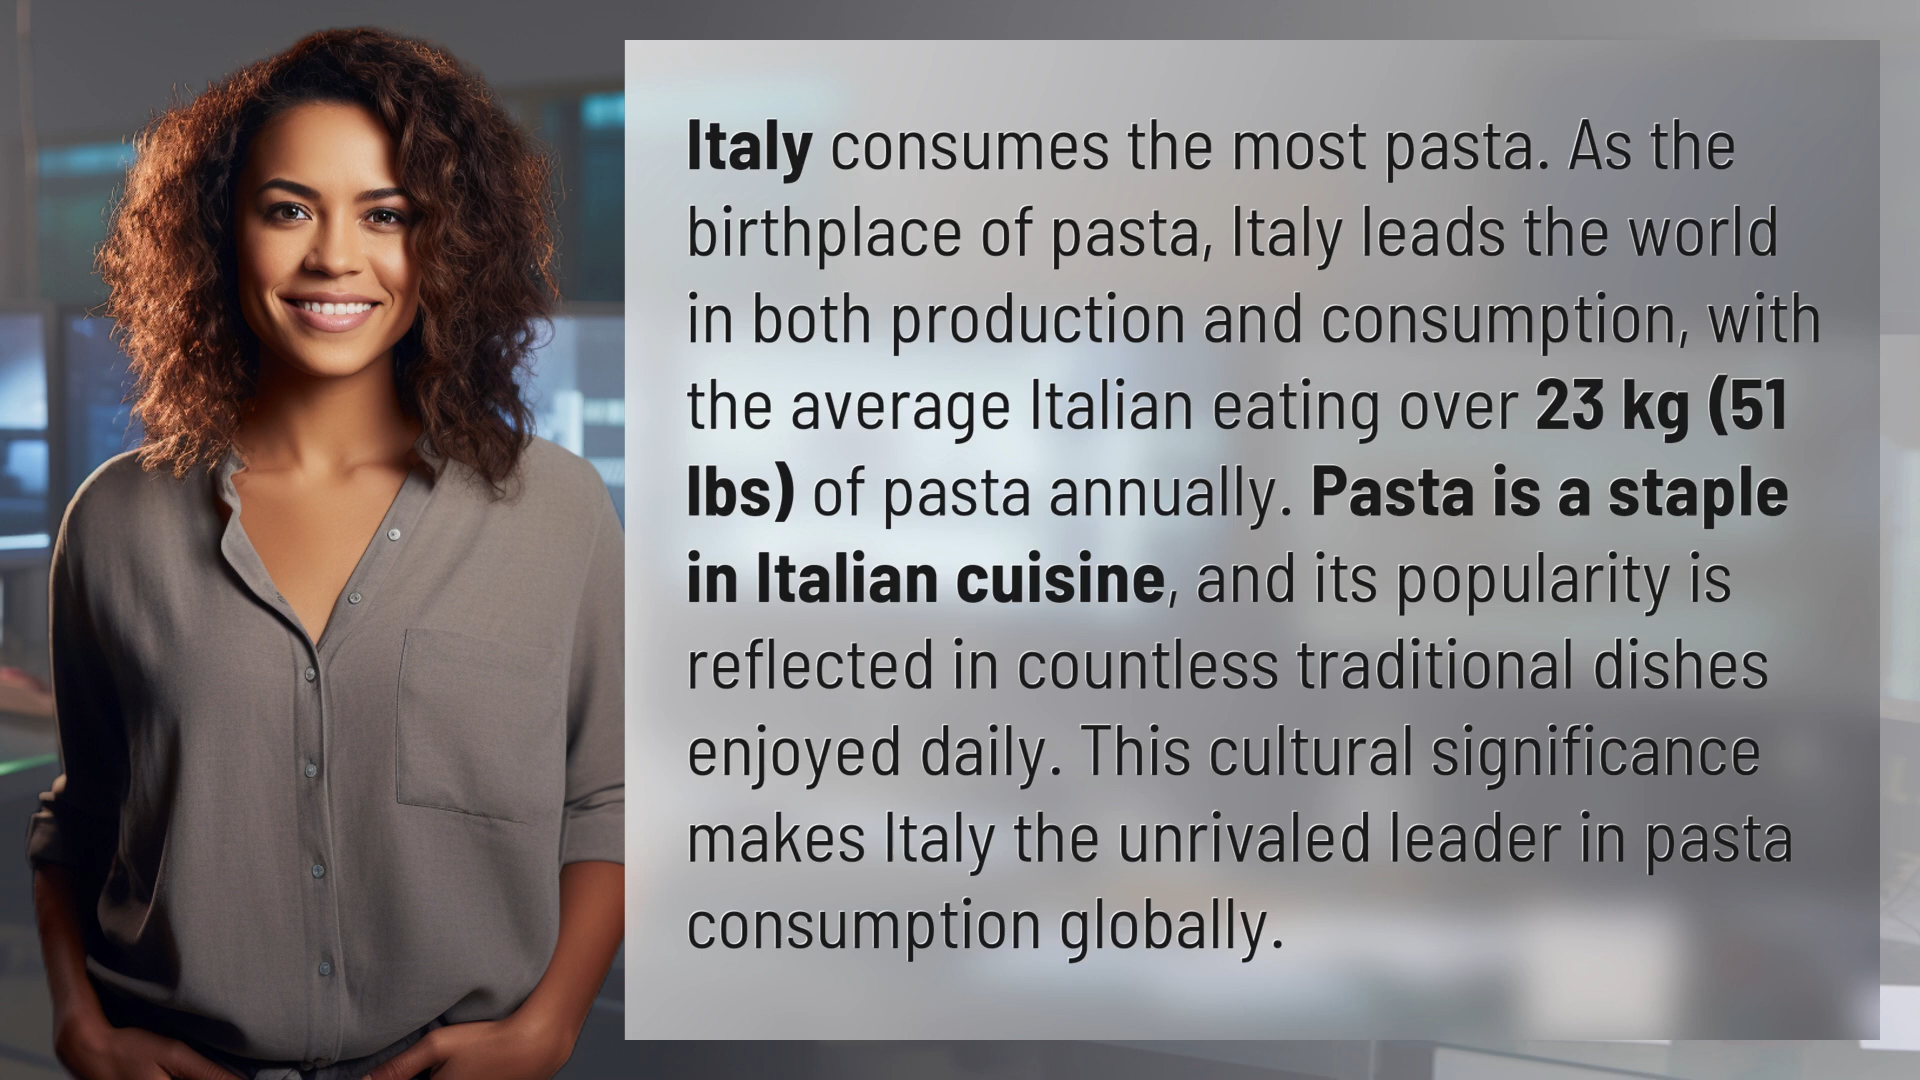 Italy consumes the most pasta. As the
birthplace of pasta, Italy leads the world
in both production and consumption, with
the average Italian eating over 23 kg (51
lbs) of pasta annually. Pasta is a staple
in Italian cuisine, and its popularity is
reflected in countless traditional dishes
enjoyed daily. This cultural significance
makes Italy the unrivaled leader in pasta
consumption globally.